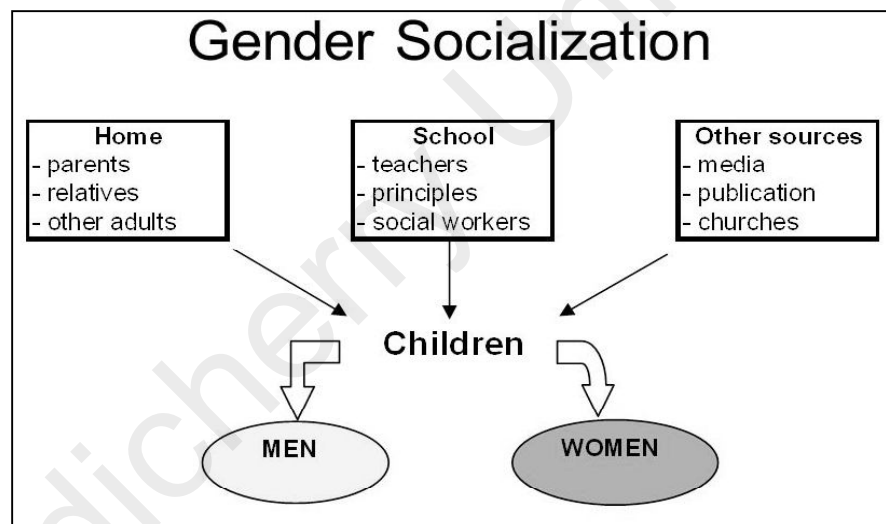 Gender Socialization
Home
- parents
- relatives
- other adults
School
- teachers
- principles
- social workers
Other sources
- media
- publication
- churches
Children
MEN
WOMEN